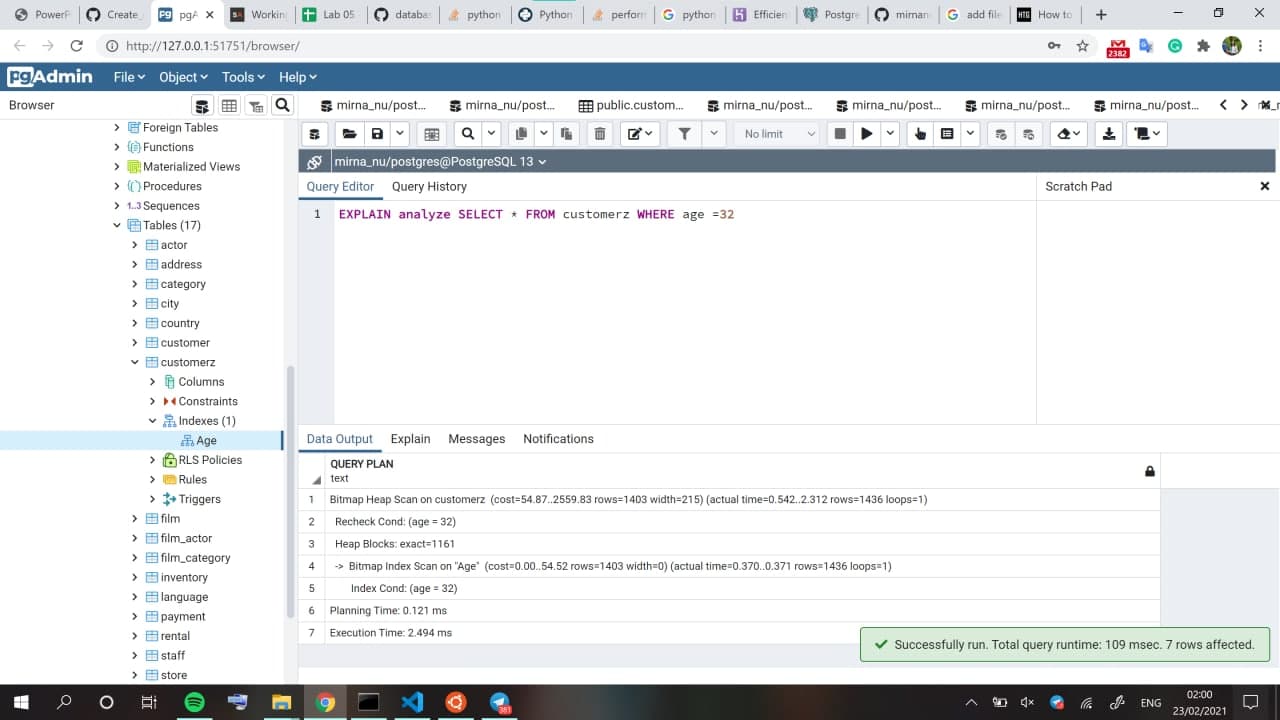 PowerP
Create_
pgA
Workin
Lab 05
databas
python
Python
perform
python
Efficien
Postgre
mirnan
add file
HTG How to
http://127.0.0.1:51751/browser/
2382
pgAdmin File Object Tools Help
Browser
mirna_nu/post... mirna_nu/post... public.custom... mirna_nu/post... mirna_nu/post... mirna_nu/post... mirna_nu/post...
Foreign Tables
Functions
Materialized Views
Procedures
1..3 Sequences
Tables (17)
actor
address
category
city
country
customer
customerz
Columns
Constraints
Indexes (1)
Age
RLS Policies
Rules
Triggers
film
film_actor
film_category
inventory
language
payment
rental
staff
store
No limit
mirna_nu/postgres@PostgreSQL 13
Query Editor Query History
Scratch Pad
1 EXPLAIN analyze SELECT * FROM customerz WHERE age =32
Data Output Explain Messages Notifications
QUERY PLAN
text
1 Bitmap Heap Scan on customerz (cost=54.87..2559.83 rows=1403 width=215) (actual time=0.542..2.312 rows=1436 loops=1)
2 Recheck Cond: (age = 32)
3 Heap Blocks: exact=1161
4 -> Bitmap Index Scan on "Age" (cost=0.00..54.52 rows=1403 width=0) (actual time=0.370..0.371 rows=1436 loops=1)
5 Index Cond: (age = 32)
6 Planning Time: 0.121 ms
7 Execution Time: 2.494 ms
Successfully run. Total query runtime: 109 msec. 7 rows affected.
ENG
02:00
23/02/2021